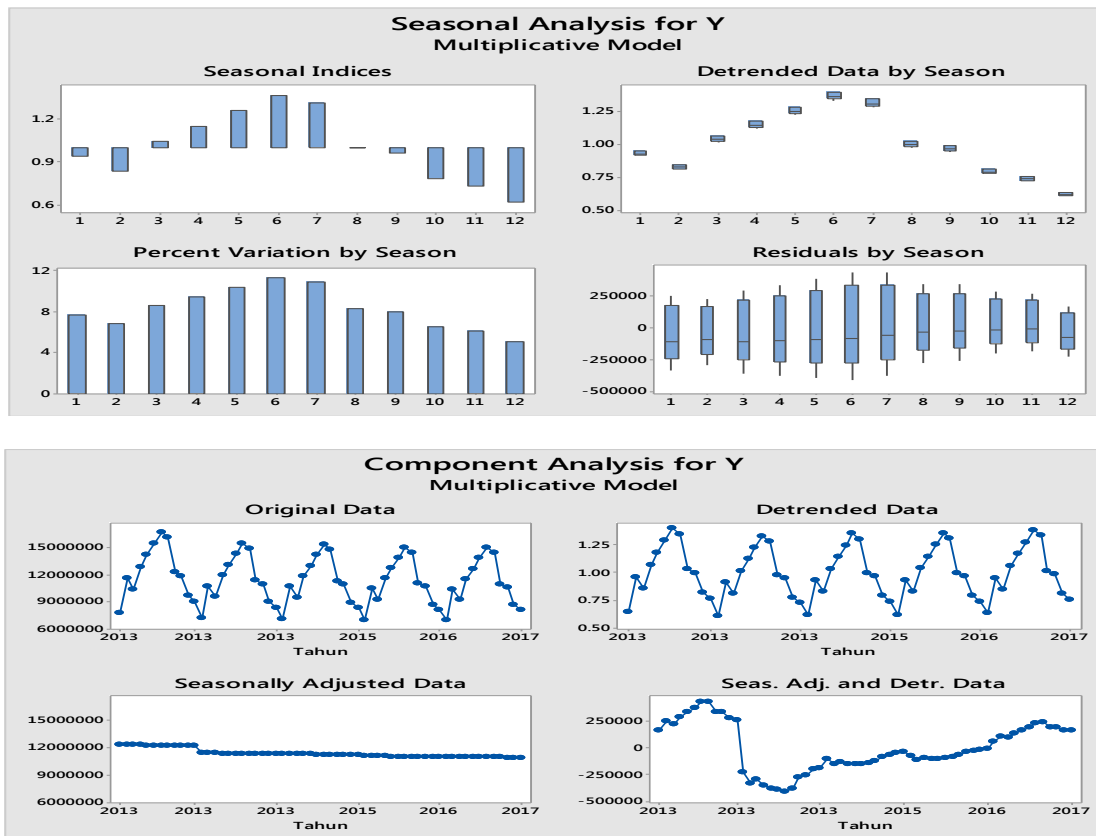 Seasonal Analysis for Y
Multiplicative Model
Seasonal Indices
1.2
0.9
0.6
1 2 3 4 5 6 7 8 9 10 11 12
Detrended Data by Season
1.25
1.00
0.75
0.50
1 2 3 4 5 6 7 8 9 10 11 12
Percent Variation by Season
12
8
4
0
1 2 3 4 5 6 7 8 9 10 11 12
Residuals by Season
250000
0
-250000
-500000
1 2 3 4 5 6 7 8 9 10 11 12
Component Analysis for Y
Multiplicative Model
Original Data
15000000
12000000
9000000
6000000
2013 2013 2013 2015 2016 2017
Tahun
Detrended Data
1.25
1.00
0.75
0.50
2013 2013 2013 2015 2016 2017
Tahun
Seasonally Adjusted Data
15000000
12000000
9000000
6000000
2013 2013 2013 2015 2016 2017
Tahun
Seas. Adj. and Detr. Data
250000
0
-250000
-500000
2013 2013 2013 2015 2016 2017
Tahun